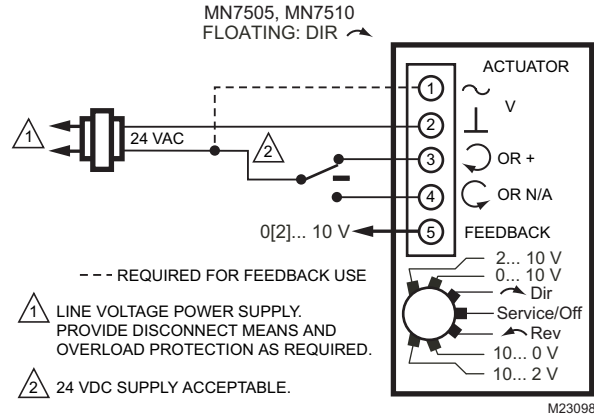 MN7505, MN7510
FLOATING: DIR
ACTUATOR
1
V
1
2
24 VAC
2
3
OR +
4
OR N/A
0[2]... 10 V
5
FEEDBACK
2... 10 V
0... 10 V
Dir
Service/Off
Rev
10... 0 V
10... 2 V
--- REQUIRED FOR FEEDBACK USE
1 LINE VOLTAGE POWER SUPPLY.
PROVIDE DISCONNECT MEANS AND
OVERLOAD PROTECTION AS REQUIRED.
2 24 VDC SUPPLY ACCEPTABLE.
M23098